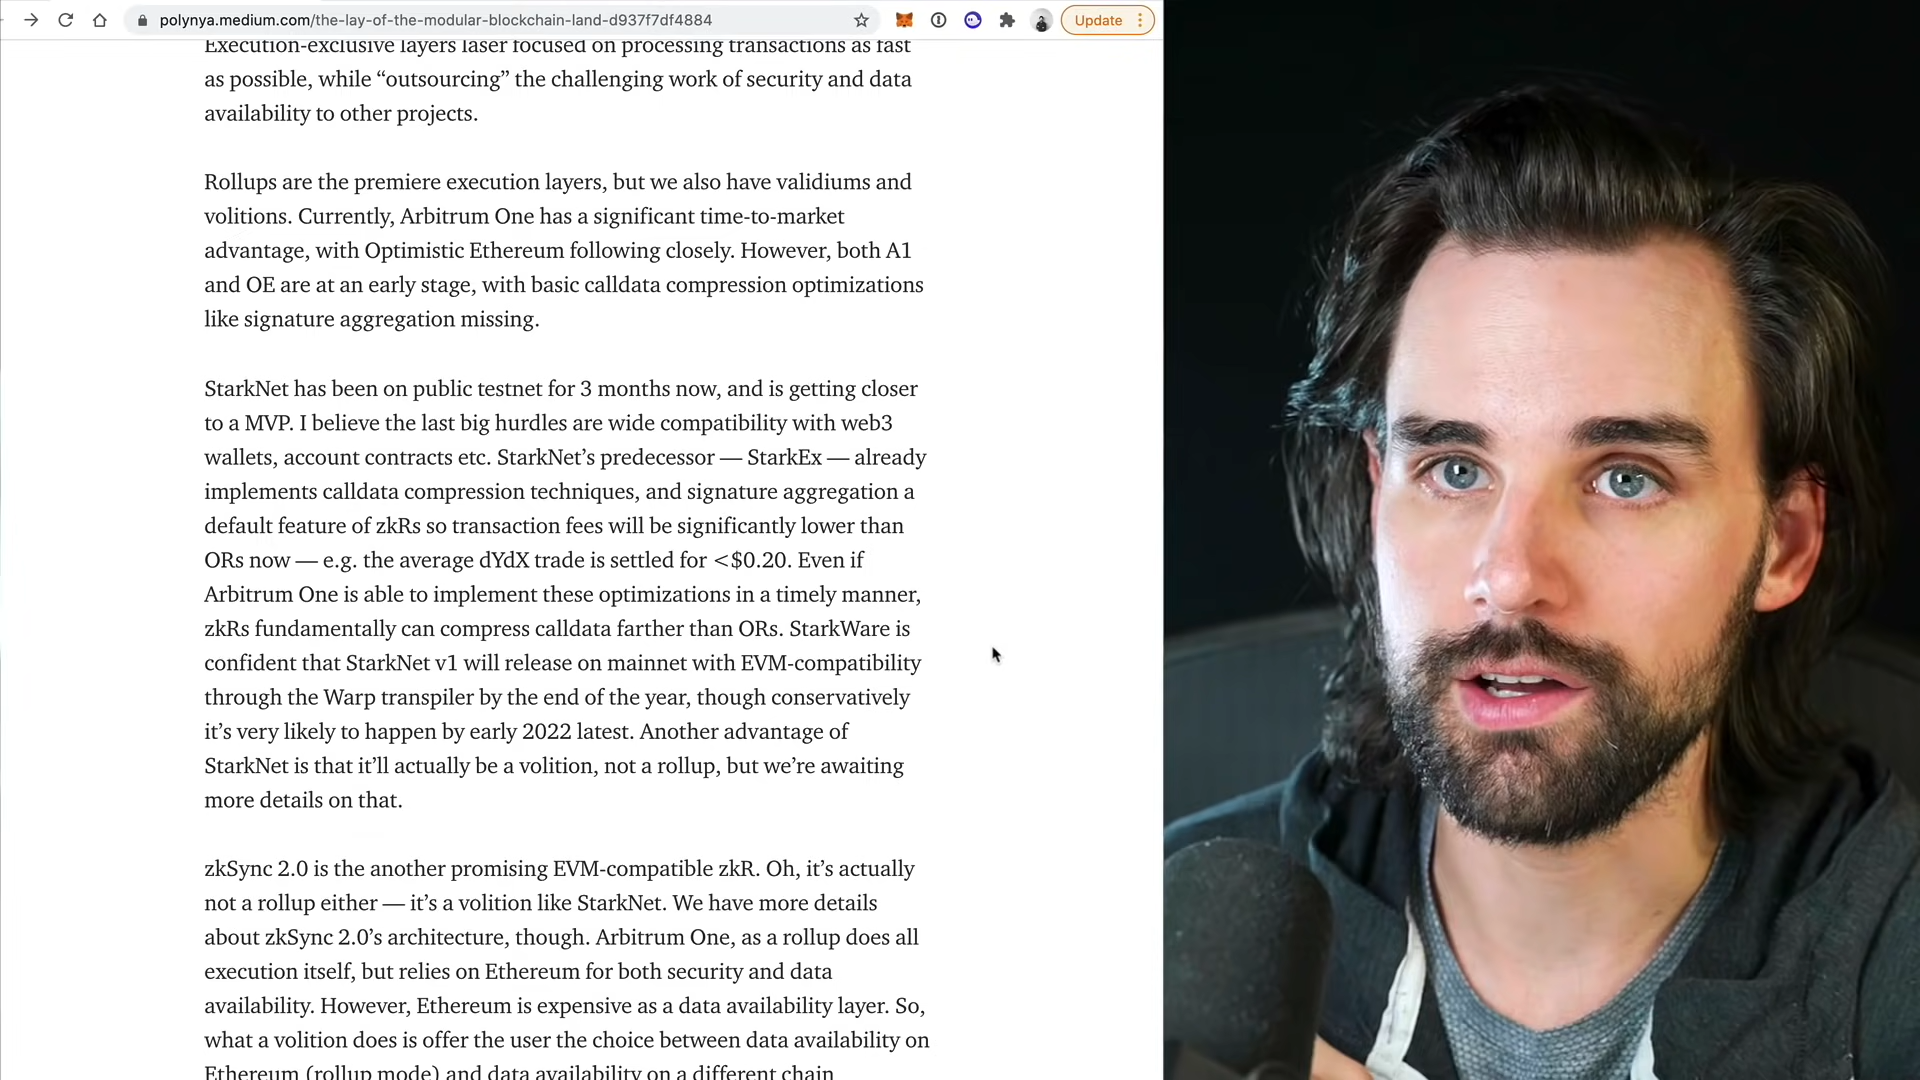 polynya.medium.com/the-lay-of-the-modular-blockchain-land-d937f7df4884
Update
Execution-exclusive layers laser focused on processing transactions as fast
as possible, while “outsourcing” the challenging work of security and data
availability to other projects.
Rollups are the premiere execution layers, but we also have validiums and
volitions. Currently, Arbitrum One has a significant time-to-market
advantage, with Optimistic Ethereum following closely. However, both A1
and OE are at an early stage, with basic calldata compression optimizations
like signature aggregation missing.
StarkNet has been on public testnet for 3 months now, and is getting closer
to a MVP. I believe the last big hurdles are wide compatibility with web3
wallets, account contracts etc. StarkNet’s predecessor — StarkEx — already
implements calldata compression techniques, and signature aggregation a
default feature of zkRs so transaction fees will be significantly lower than
ORs now — e.g. the average dYdX trade is settled for <$0.20. Even if
Arbitrum One is able to implement these optimizations in a timely manner,
zkRs fundamentally can compress calldata farther than ORs. StarkWare is
confident that StarkNet v1 will release on mainnet with EVM-compatibility
through the Warp transpiler by the end of the year, though conservatively
it’s very likely to happen by early 2022 latest. Another advantage of
StarkNet is that it’ll actually be a volition, not a rollup, but we’re awaiting
more details on that.
zkSync 2.0 is the another promising EVM-compatible zkR. Oh, it’s actually
not a rollup either — it’s a volition like StarkNet. We have more details
about zkSync 2.0’s architecture, though. Arbitrum One, as a rollup does all
execution itself, but relies on Ethereum for both security and data
availability. However, Ethereum is expensive as a data availability layer. So,
what a volition does is offer the user the choice between data availability on
Ethereum (rollup mode) and data availability on a different chain